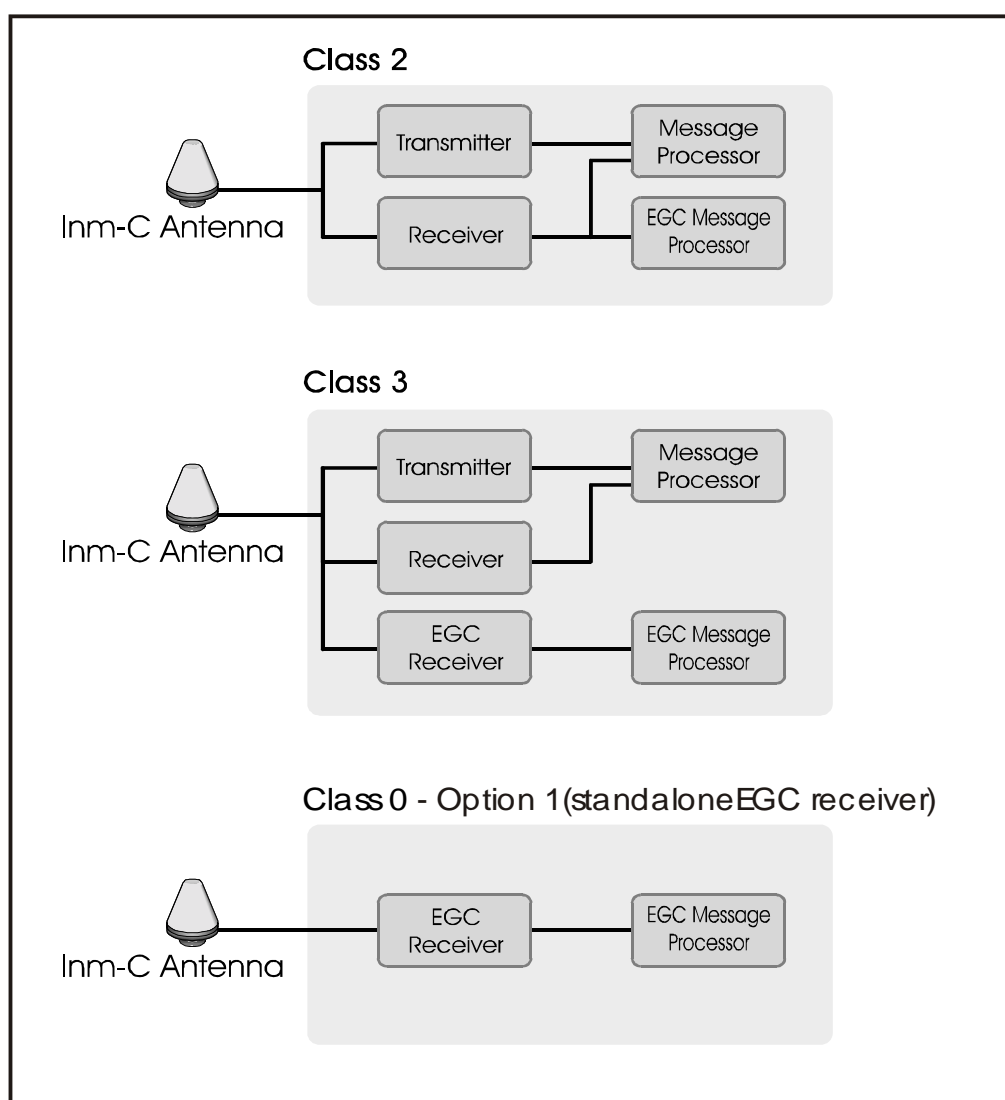 Class 2
Transmitter
Message
Processor
Inm-C Antenna
Receiver
EGC Message
Processor
Class 3
Transmitter
Message
Processor
Inm-C Antenna
Receiver
EGC
Receiver
EGC Message
Processor
Class 0 - Option 1(standaloneEGC receiver)
EGC
Receiver
EGC Message
Processor
Inm-C Antenna